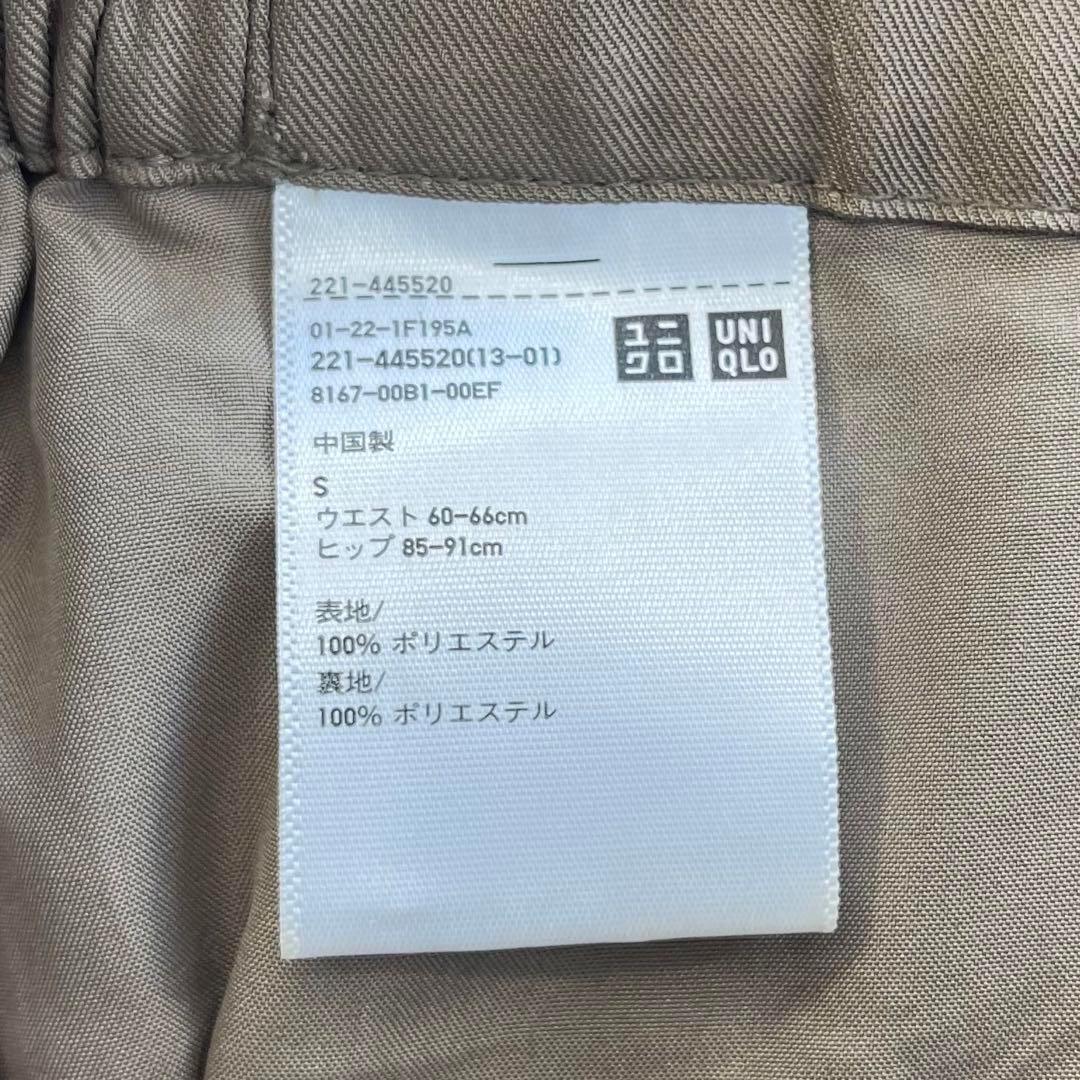 221-445520
01-22-1F195A
221-445520(13-01)
8167-00B1-00EF
ユニ
クロ
UNI
QLO
中国製
S
ウエスト 60-66cm
ヒップ 85-91cm
表地/
100% ポリエステル
裏地/
100% ポリエステル